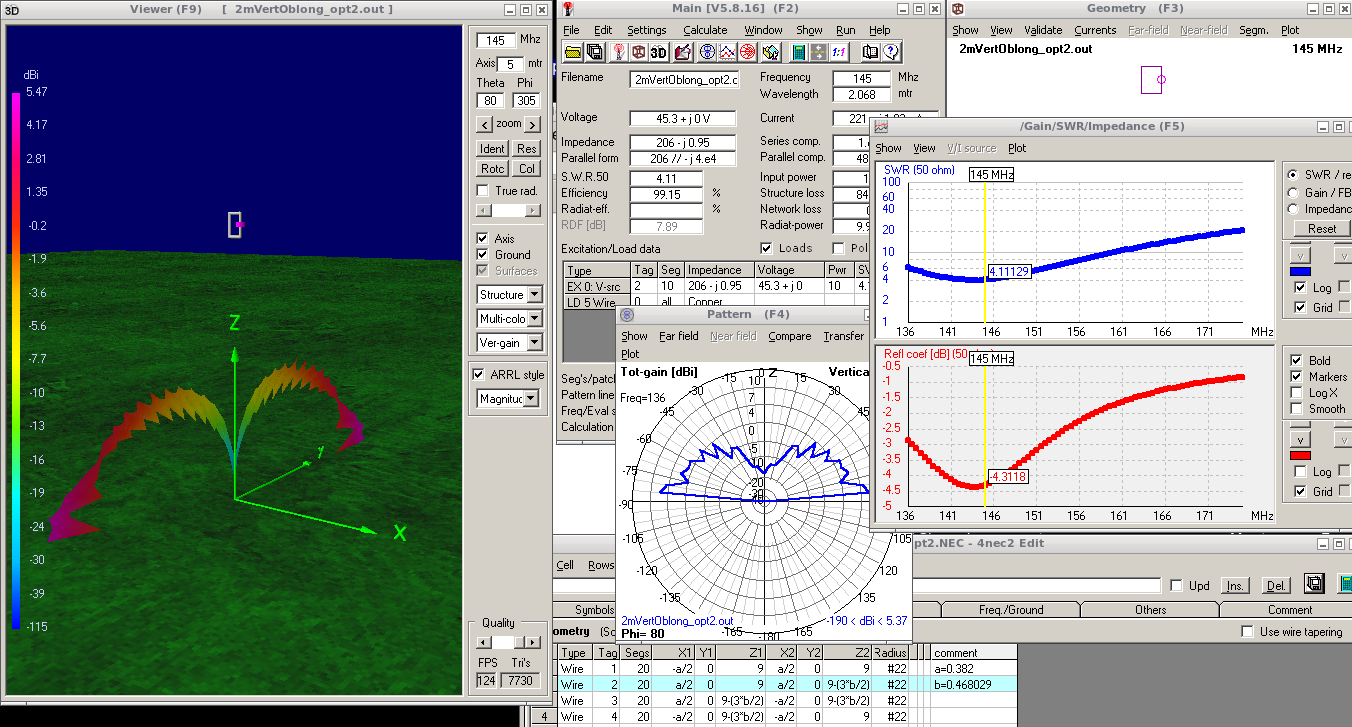 3D Viewer (F9) [ 2mVertOblong_opt2.out ]
dBi
5.47
4.17
2.81
1.35
-0.2
-1.9
-3.6
-5.6
-7.7
-10
-13
-16
-19
-24
-30
-39
-115
Z
Y
X
145 Mhz
Axis 5 mtr
Theta Phi
80 305
< zoom >
Ident Res
Rotc Col
True rad.
Axis
Ground
Surfaces
Structure
Multi-colo
Ver-gain
ARRL style
Magnitud
Quality
FPS Tri's
124 7730
Main [V5.8.16] (F2)
File Edit Settings Calculate Window Show Run Help
3D 1:1
Filename 2mVertOblong_opt2.c
Frequency 145 Mhz
Wavelength 2.068 mtr
Voltage 45.3 + j 0 V
Current 221
Impedance 206 - j 0.95
Series comp. 1.
Parallel form 206 // - j 4.e4
Parallel comp. 48
S.W.R.50 4.11
Input power 1
Efficiency 99.15 %
Structure loss 84
Radiat-eff. %
Network loss 0
RDF [dB] 7.89
Radiat-power 9.9
Excitation/Load data
Loads Pol
Type Tag Seg Impedance Voltage Pwr SV
EX 0: V-src 2 10 206 - j 0.95 45.3 + j 0 10 4.
LD 5 Wire 0 all Copper
Seg's/patch
Pattern line
Freq/Eval s
Calculation
Geometry (F3)
Show View Validate Currents Far-field Near-field Segm. Plot
2mVertOblong_opt2.out 145 MHz
/Gain/SWR/Impedance (F5)
Show View V/I source Plot
SWR (50 ohm)
145 MHz
100
60
40
20
10
6
4
2
1
4.11129
136 141 146 151 156 161 166 171 MHz
Refl coef [dB] (50
145 MHz
-0.5
-1
-1.5
-2
-2.5
-3
-3.5
-4
-4.5
-5
-4.3118
136 141 146 151 156 161 166 171 MHz
SWR / re
Gain / FB
Impedanc
Reset
v v
Log
Grid
Bold
Markers
Log X
Smooth
v v
Log
Grid
Pattern (F4)
Show Far field Near field Compare Transfer
Plot
Tot-gain [dBi]
Z
Vertica
Freq=136
-15 15
-30 30
-45 45
-60
-75
-90
-105 105
-120 120
-135 135
-165 165
-180
10
7
4
0
-5
-10
-20
-30
2mVertOblong_opt2.out
-190 < dBi < 5.37
Phi= 80
pt2.NEC - 4nec2 Edit
Cell Rows
Upd Ins. Del.
Symbols Freq./Ground Others Comment
ometry (Sc
Use wire tapering
Type Tag Segs X1 Y1 Z1 X2 Y2 Z2 Radius comment
Wire 1 20 -a/2 0 9 a/2 0 9 #22 a=0.382
Wire 2 20 a/2 0 9 a/2 0 9-(3*b/2) #22 b=0.468029
Wire 3 20 a/2 0 9-(3*b/2) -a/2 0 9-(3*b/2) #22
4 Wire 4 20 -a/2 0 9-(3*b/2) -a/2 0 9 #22